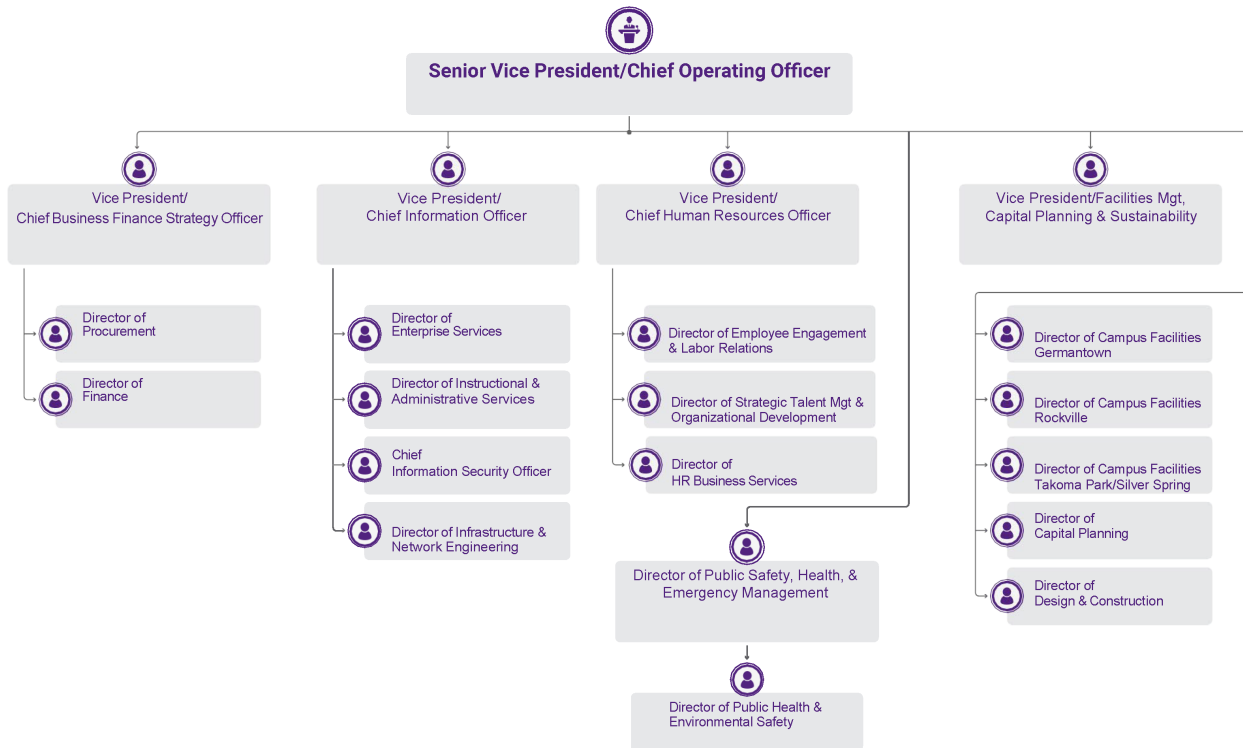 Senior Vice President/Chief Operating Officer
Vice President/
Chief Business Finance Strategy Officer
Director of
Procurement
Director of
Finance
Vice President/
Chief Information Officer
Director of
Enterprise Services
Director of Instructional &
Administrative Services
Chief
Information Security Officer
Director of Infrastructure &
Network Engineering
Vice President/
Chief Human Resources Officer
Director of Employee Engagement
& Labor Relations
Director of Strategic Talent Mgt &
Organizational Development
Director of
HR Business Services
Director of Public Safety, Health, &
Emergency Management
Director of Public Health &
Environmental Safety
Vice President/Facilities Mgt,
Capital Planning & Sustainability
Director of Campus Facilities
Germantown
Director of Campus Facilities
Rockville
Director of Campus Facilities
Takoma Park/Silver Spring
Director of
Capital Planning
Director of
Design & Construction